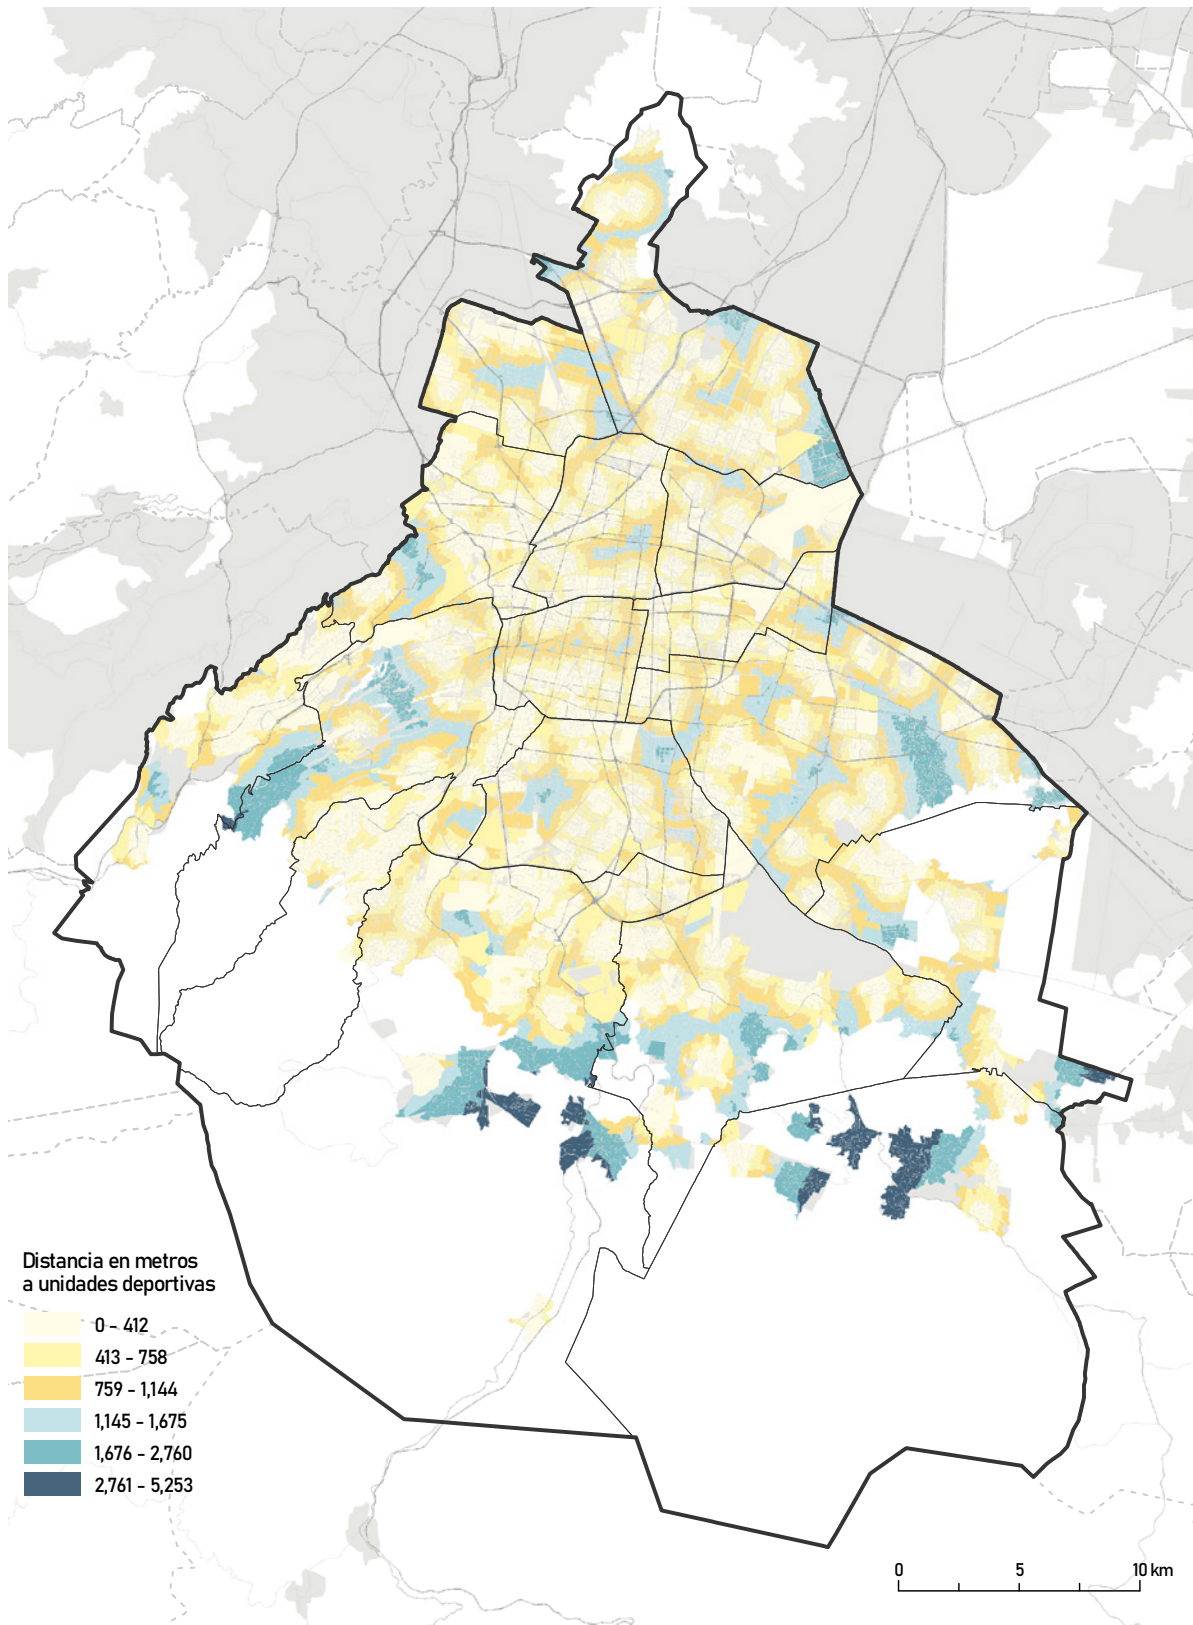 Distancia en metros
a unidades deportivas
0 - 412
413 - 758
759 - 1,144
1,145 - 1,675
1,676 - 2,760
2,761 - 5,253
0 5 10 km